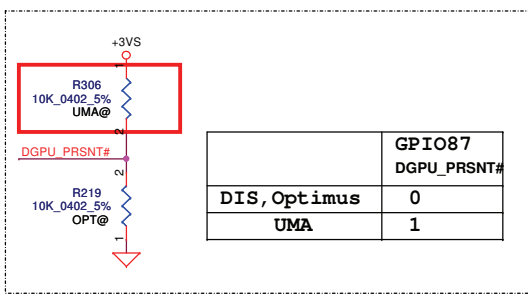 +3VS
1
R306
10K_0402_5%
UMA@
2
DGPU_PRSNT#
2
R219
10K_0402_5%
OPT@
1
GPIO87
DGPU_PRSNT#
DIS,Optimus 0
UMA 1